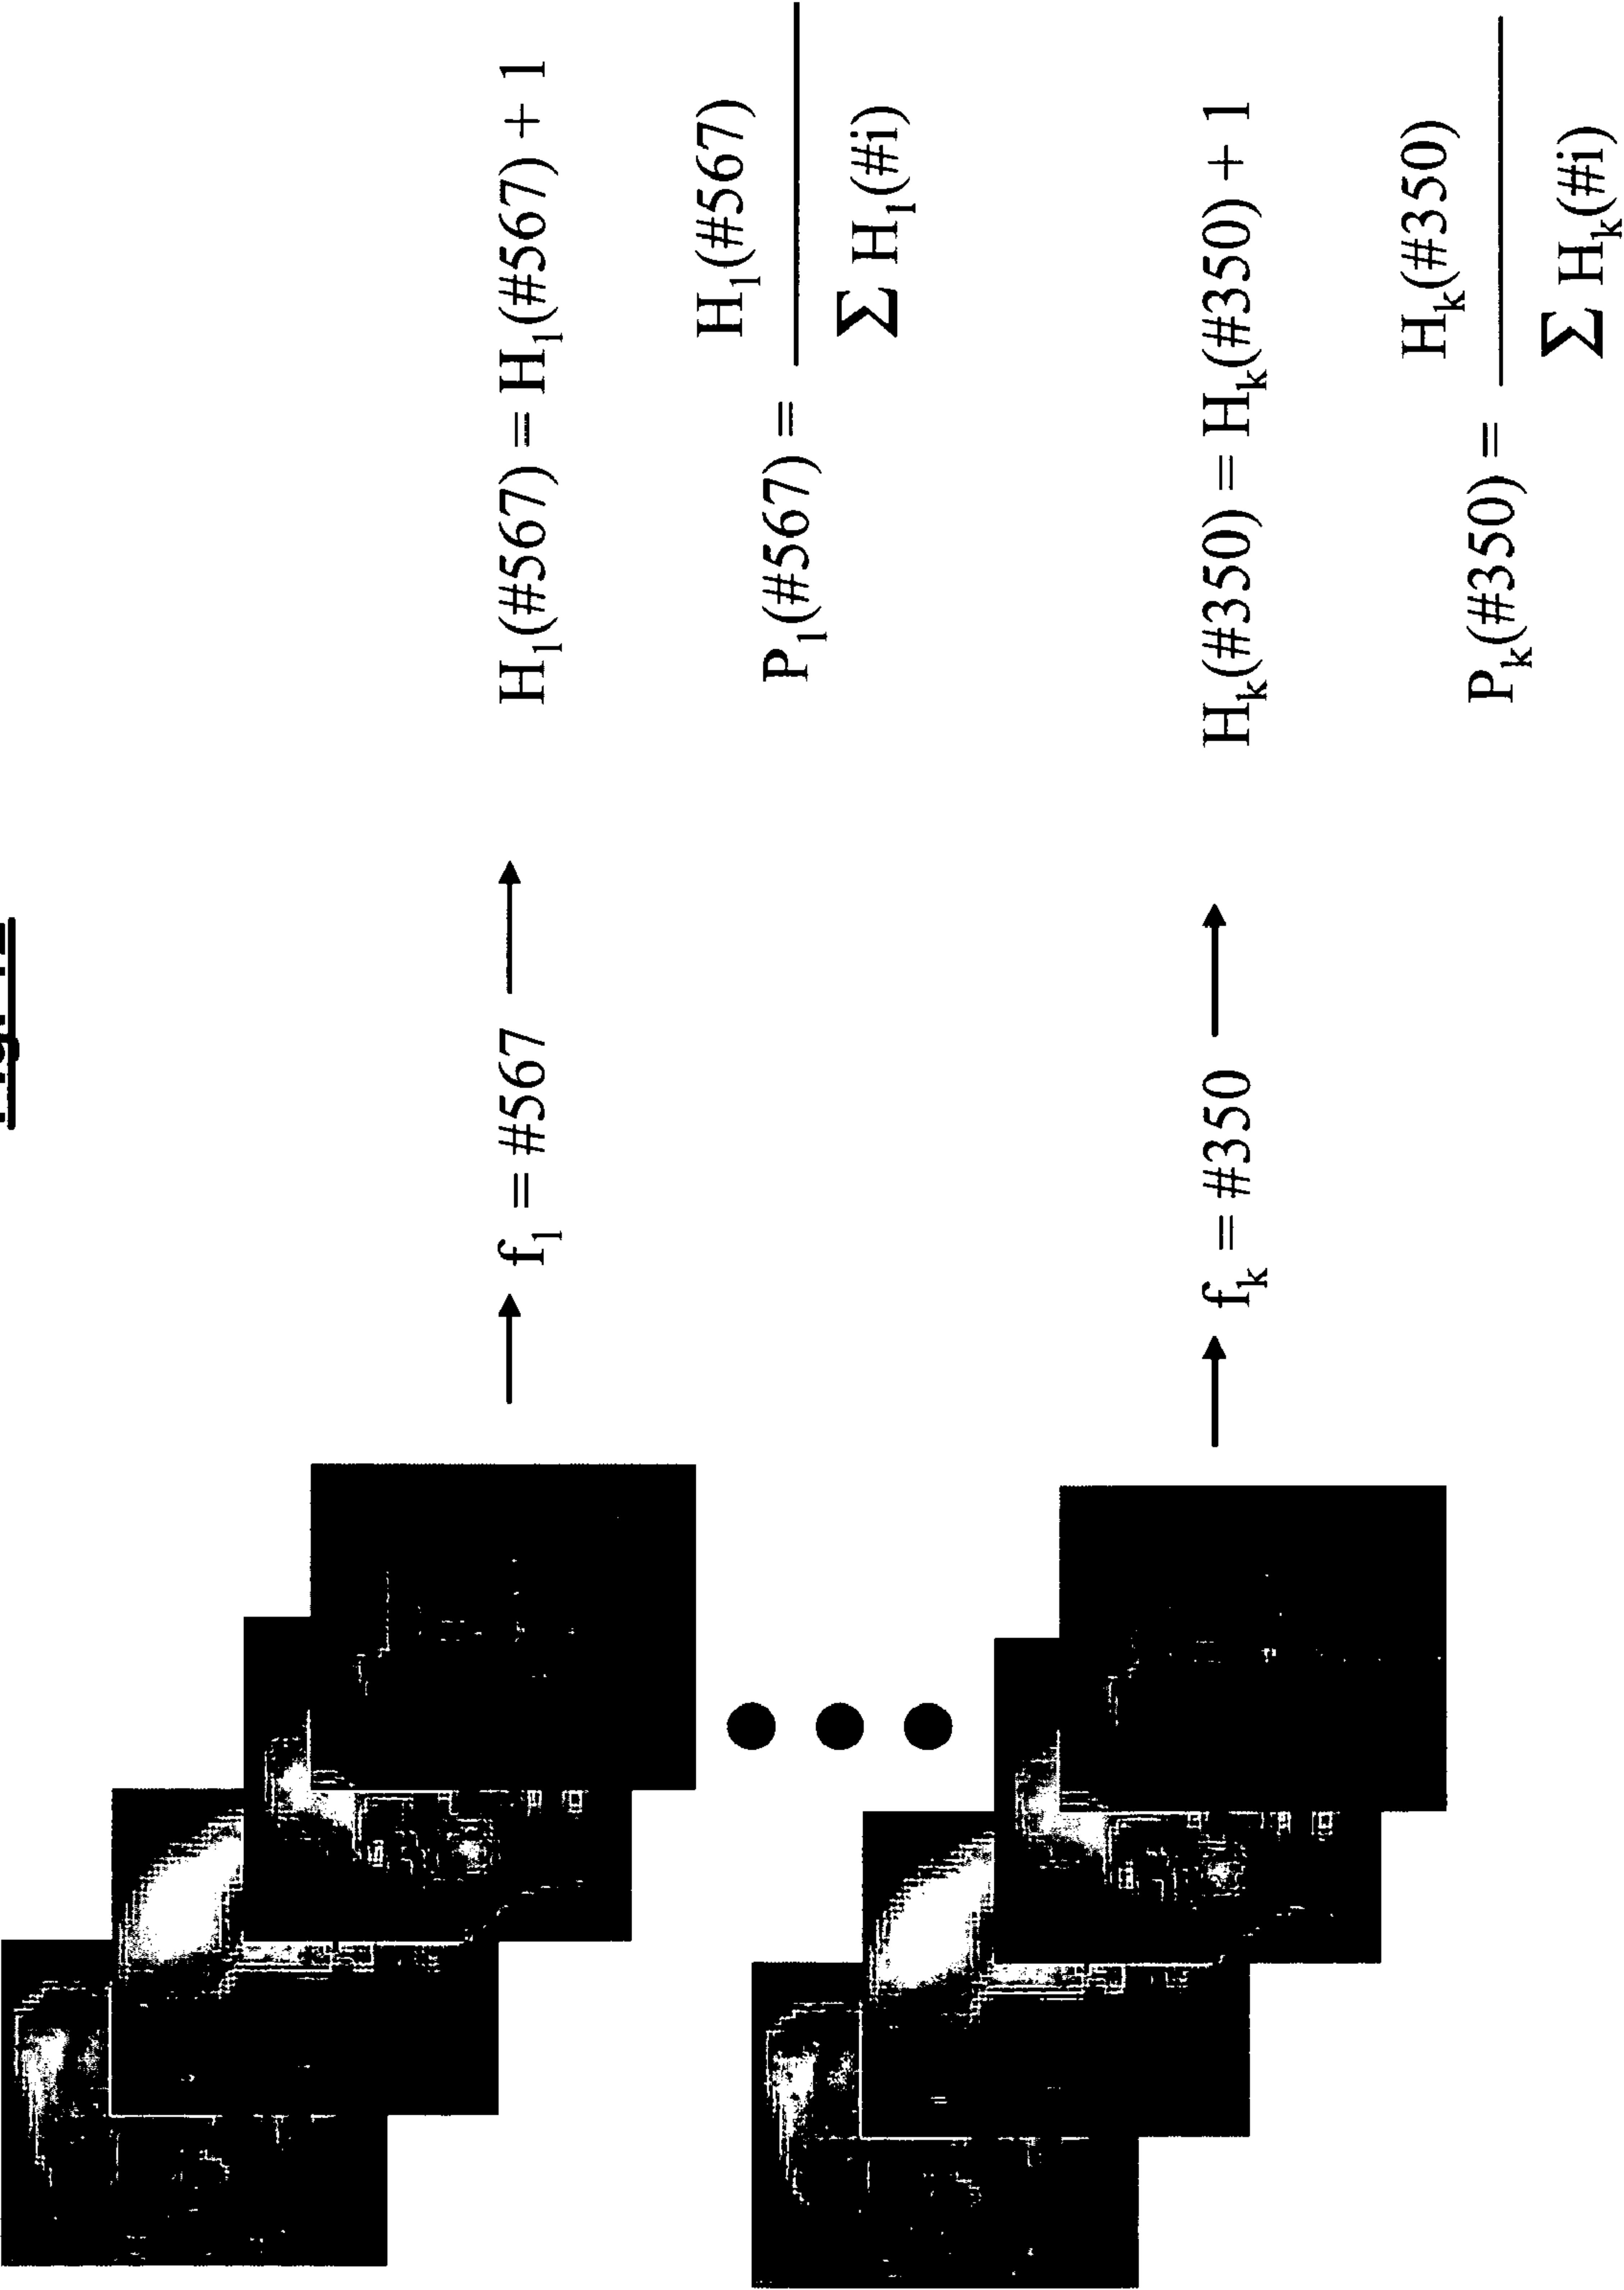 f₁ = #567
H₁(#567) = H₁(#567) + 1
P₁(#567) =
H₁(#567)
Σ H₁(#i)
fₖ = #350
Hₖ(#350) = Hₖ(#350) + 1
Pₖ(#350) =
Hₖ(#350)
Σ Hₖ(#i)